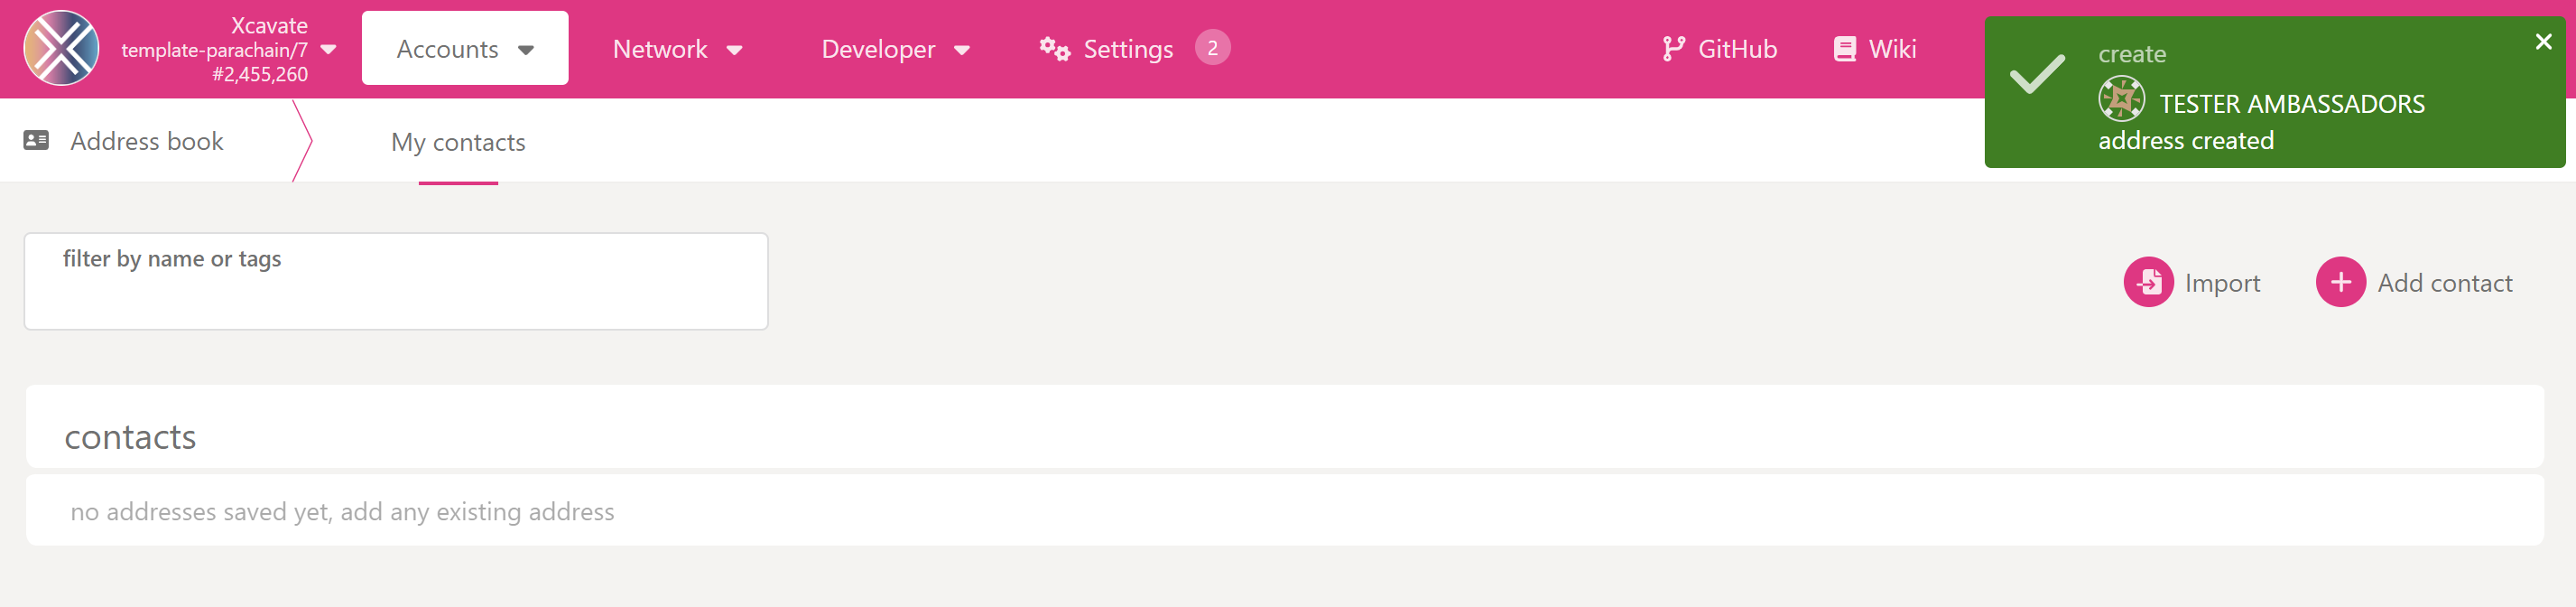 Xcavate
template-parachain/7
#2,455,260
Accounts
Network
Developer
Settings
2
GitHub
Wiki
create
TESTER AMBASSADORS
address created
Address book
My contacts
filter by name or tags
Import
Add contact
contacts
no addresses saved yet, add any existing address